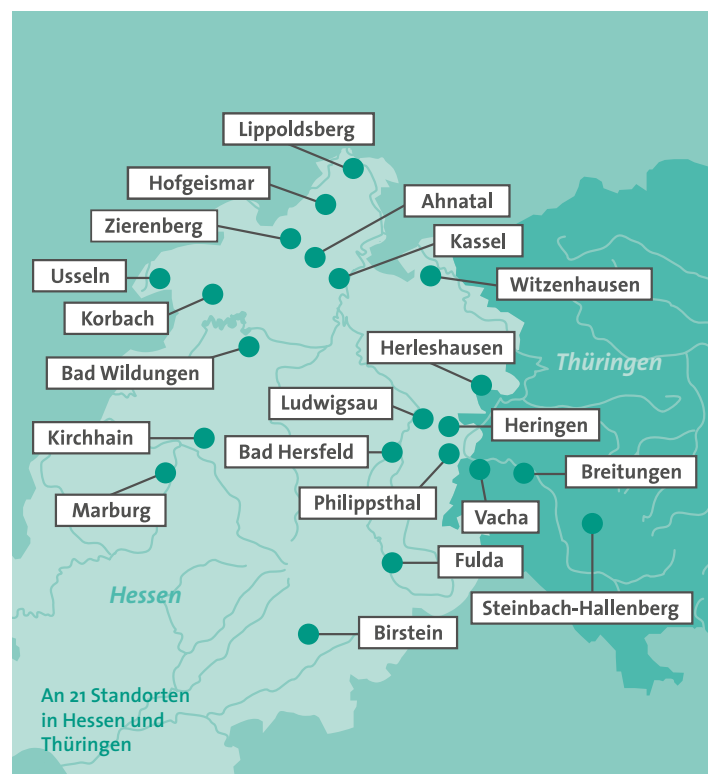 Lippoldsberg
Hofgeismar
Ahnatal
Zierenberg
Kassel
Usseln
Witzenhausen
Korbach
Herleshausen
Thüringen
Bad Wildungen
Ludwigsau
Heringen
Kirchhain
Bad Hersfeld
Breitungen
Philippsthal
Marburg
Vacha
Fulda
Hessen
Steinbach-Hallenberg
Birstein
An 21 Standorten
in Hessen und
Thüringen